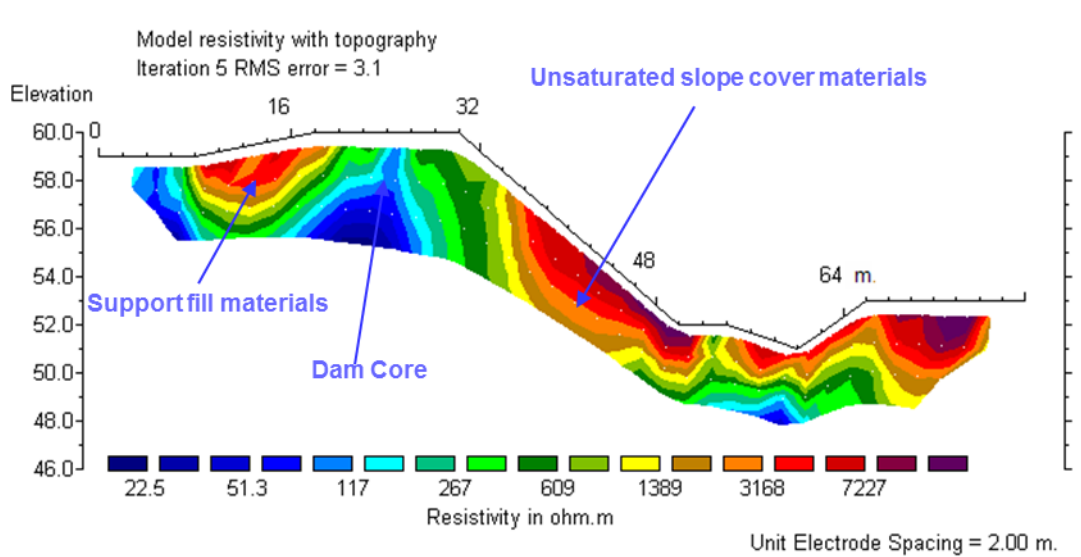 Model resistivity with topography
Iteration 5 RMS error = 3.1
Unsaturated slope cover materials
Elevation
16
32
60.0
0
58.0
56.0
48
54.0
64 m.
Support fill materials
52.0
Dam Core
50.0
48.0
46.0
22.5 51.3 117 267 609 1389 3168 7227
Resistivity in ohm.m
Unit Electrode Spacing = 2.00 m.